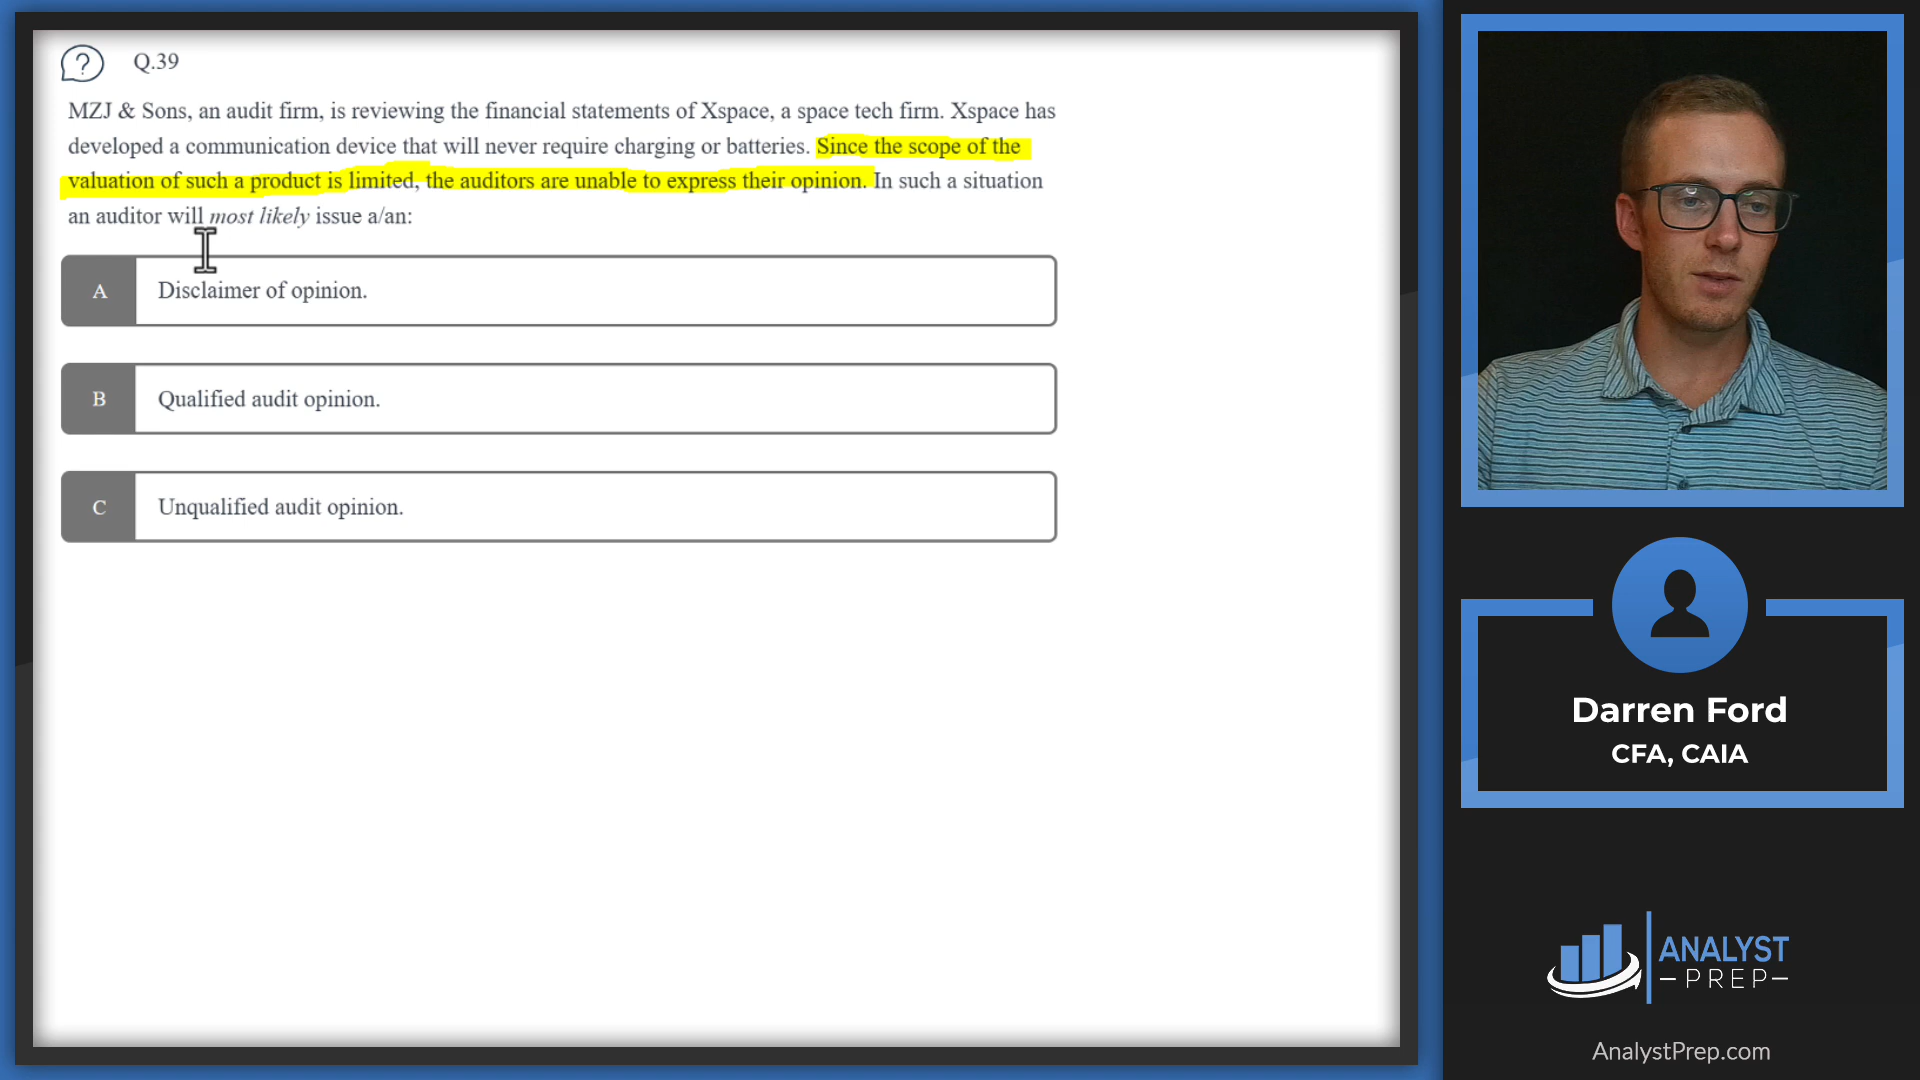 ?
Q.39
MZJ & Sons, an audit firm, is reviewing the financial statements of Xspace, a space tech firm. Xspace has
developed a communication device that will never require charging or batteries. Since the scope of the
valuation of such a product is limited, the auditors are unable to express their opinion. In such a situation
an auditor will most likely issue a/an:
A
Disclaimer of opinion.
B
Qualified audit opinion.
C
Unqualified audit opinion.
Darren Ford
CFA, CAIA
ANALYST
PREP
AnalystPrep.com